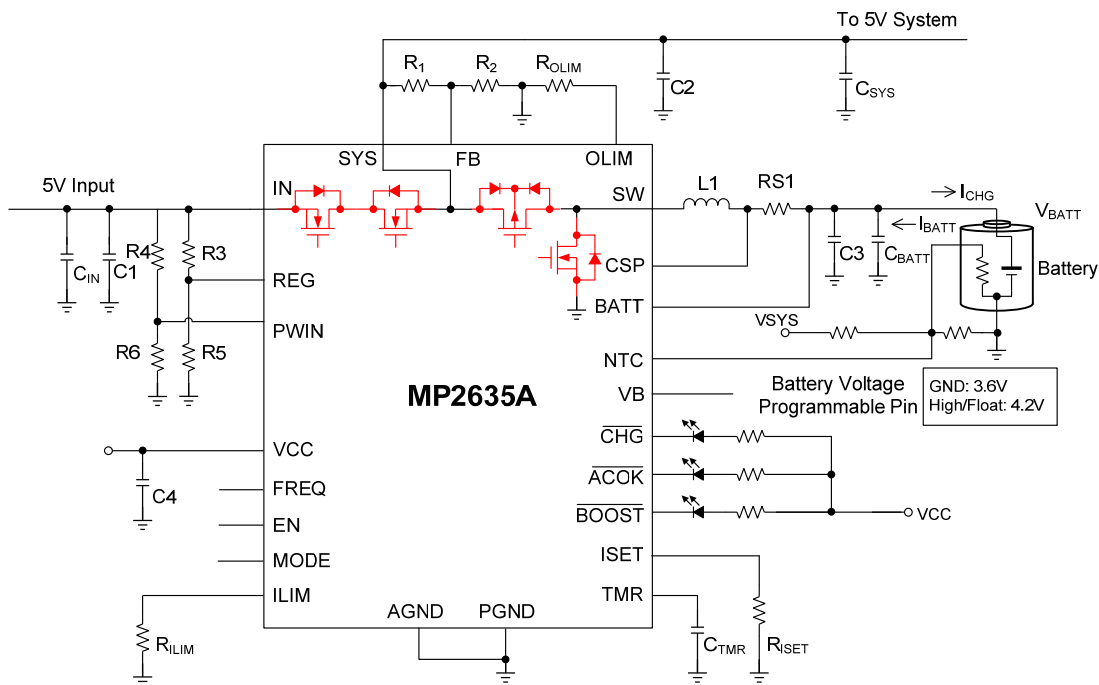 To 5V System
R1
R2
ROLIM
C2
CSYS
SYS
FB
OLIM
5V Input
IN
SW
L1
RS1
ICHG
VBATT
IBATT
R4
R3
CIN
C1
REG
CSP
C3
CBATT
Battery
BATT
PWIN
VSYS
R6
R5
NTC
MP2635A
Battery Voltage
Programmable Pin
GND: 3.6V
High/Float: 4.2V
VB
CHG
VCC
ACOK
C4
FREQ
BOOST
VCC
EN
ISET
MODE
ILIM
TMR
AGND
PGND
RILIM
CTMR
RISET